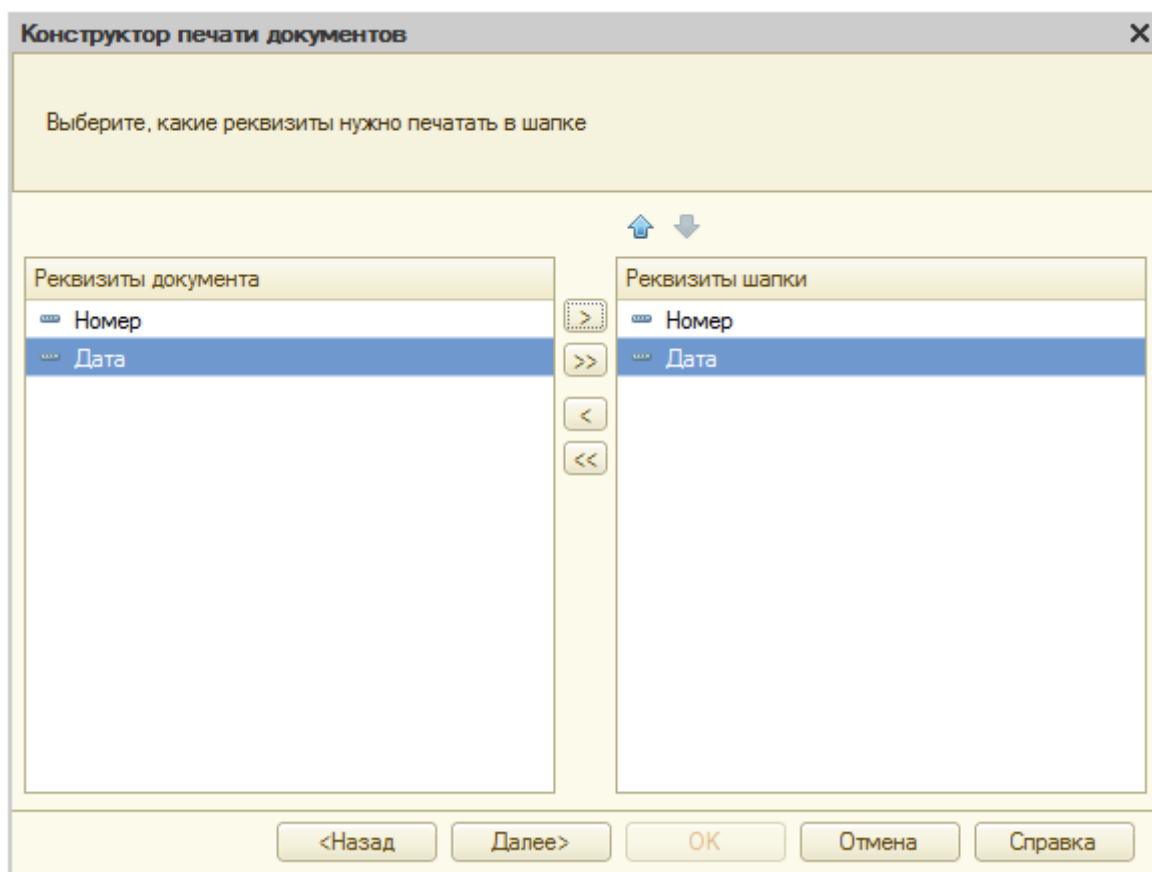 Конструктор печати документов
Выберите, какие реквизиты нужно печатать в шапке
Реквизиты документа
Номер
Дата
>
>>
<
<<
Реквизиты шапки
Номер
Дата
<Назад
Далее>
ОК
Отмена
Справка